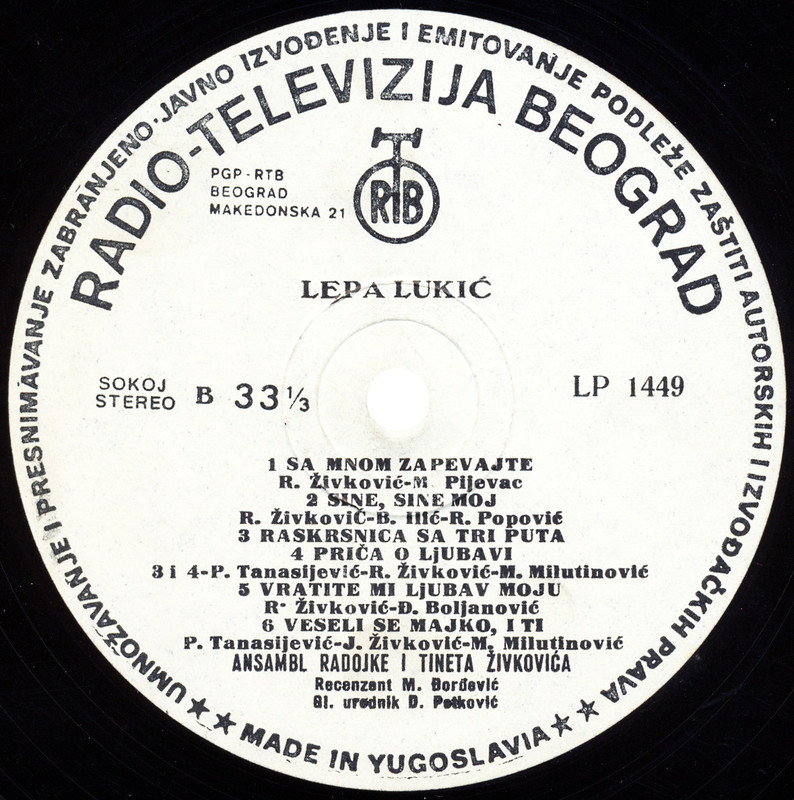 UMNOŽAVANJE I PRESNIMAVANJE ZABRANJENO·JAVNO IZVOĐENJE I EMITOVANJE PODLEŽE ZAŠTITI AUTORSKIH I IZVOĐAČKIH PRAVA
RADIO-TELEVIZIJA BEOGRAD
PGP-RTB
BEOGRAD
MAKEDONSKA 21
RTB
LEPA LUKIĆ
SOKOJ
STEREO
B 33 1/3
LP 1449
1 SA MNOM ZAPEVAJTE
R. Živković-M Pijevac
2 SINE, SINE MOJ
R. ŽivkoviĆ-B. Ilić-R. Popović
3 RASKRSNICA SA TRI PUTA
4 PRIČA O LjUBAVI
3 i 4-P. Tanasijević-R. Živković-M. Milutinović
5 VRATITE MI LjUBAV MOJU
R· Živković-Đ. Boljanović
6 VESELI SE MAJKO, I TI
P. Tanasijević-J. Živković-M. Milutinović
ANSAMBL RADOJKE I TINETA ŽIVKOVIĆA
Recenzent M. Đorđević
Gl. urednik D. Petković
★★ MADE IN YUGOSLAVIA ★★